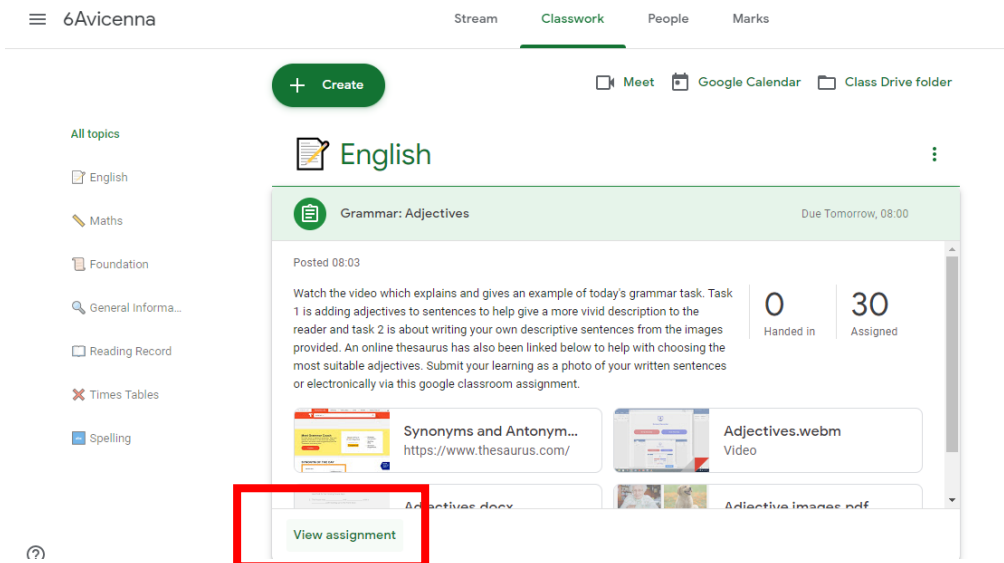 6Avicenna
Stream Classwork People Marks
Create
Meet Google Calendar Class Drive folder
All topics
English
Maths
Foundation
General Informa...
Reading Record
Times Tables
Spelling
English
Grammar: Adjectives Due Tomorrow, 08:00
Posted 08:03
Watch the video which explains and gives an example of today's grammar task. Task
1 is adding adjectives to sentences to help give a more vivid description to the
reader and task 2 is about writing your own descriptive sentences from the images
provided. An online thesaurus has also been linked below to help with choosing the
most suitable adjectives. Submit your learning as a photo of your written sentences
or electronically via this google classroom assignment.
0 30
Handed in Assigned
Synonyms and Antonym...
https://www.thesaurus.com/
Adjectives.webm
Video
Adjectives.docx
Adjective images.pdf
View assignment